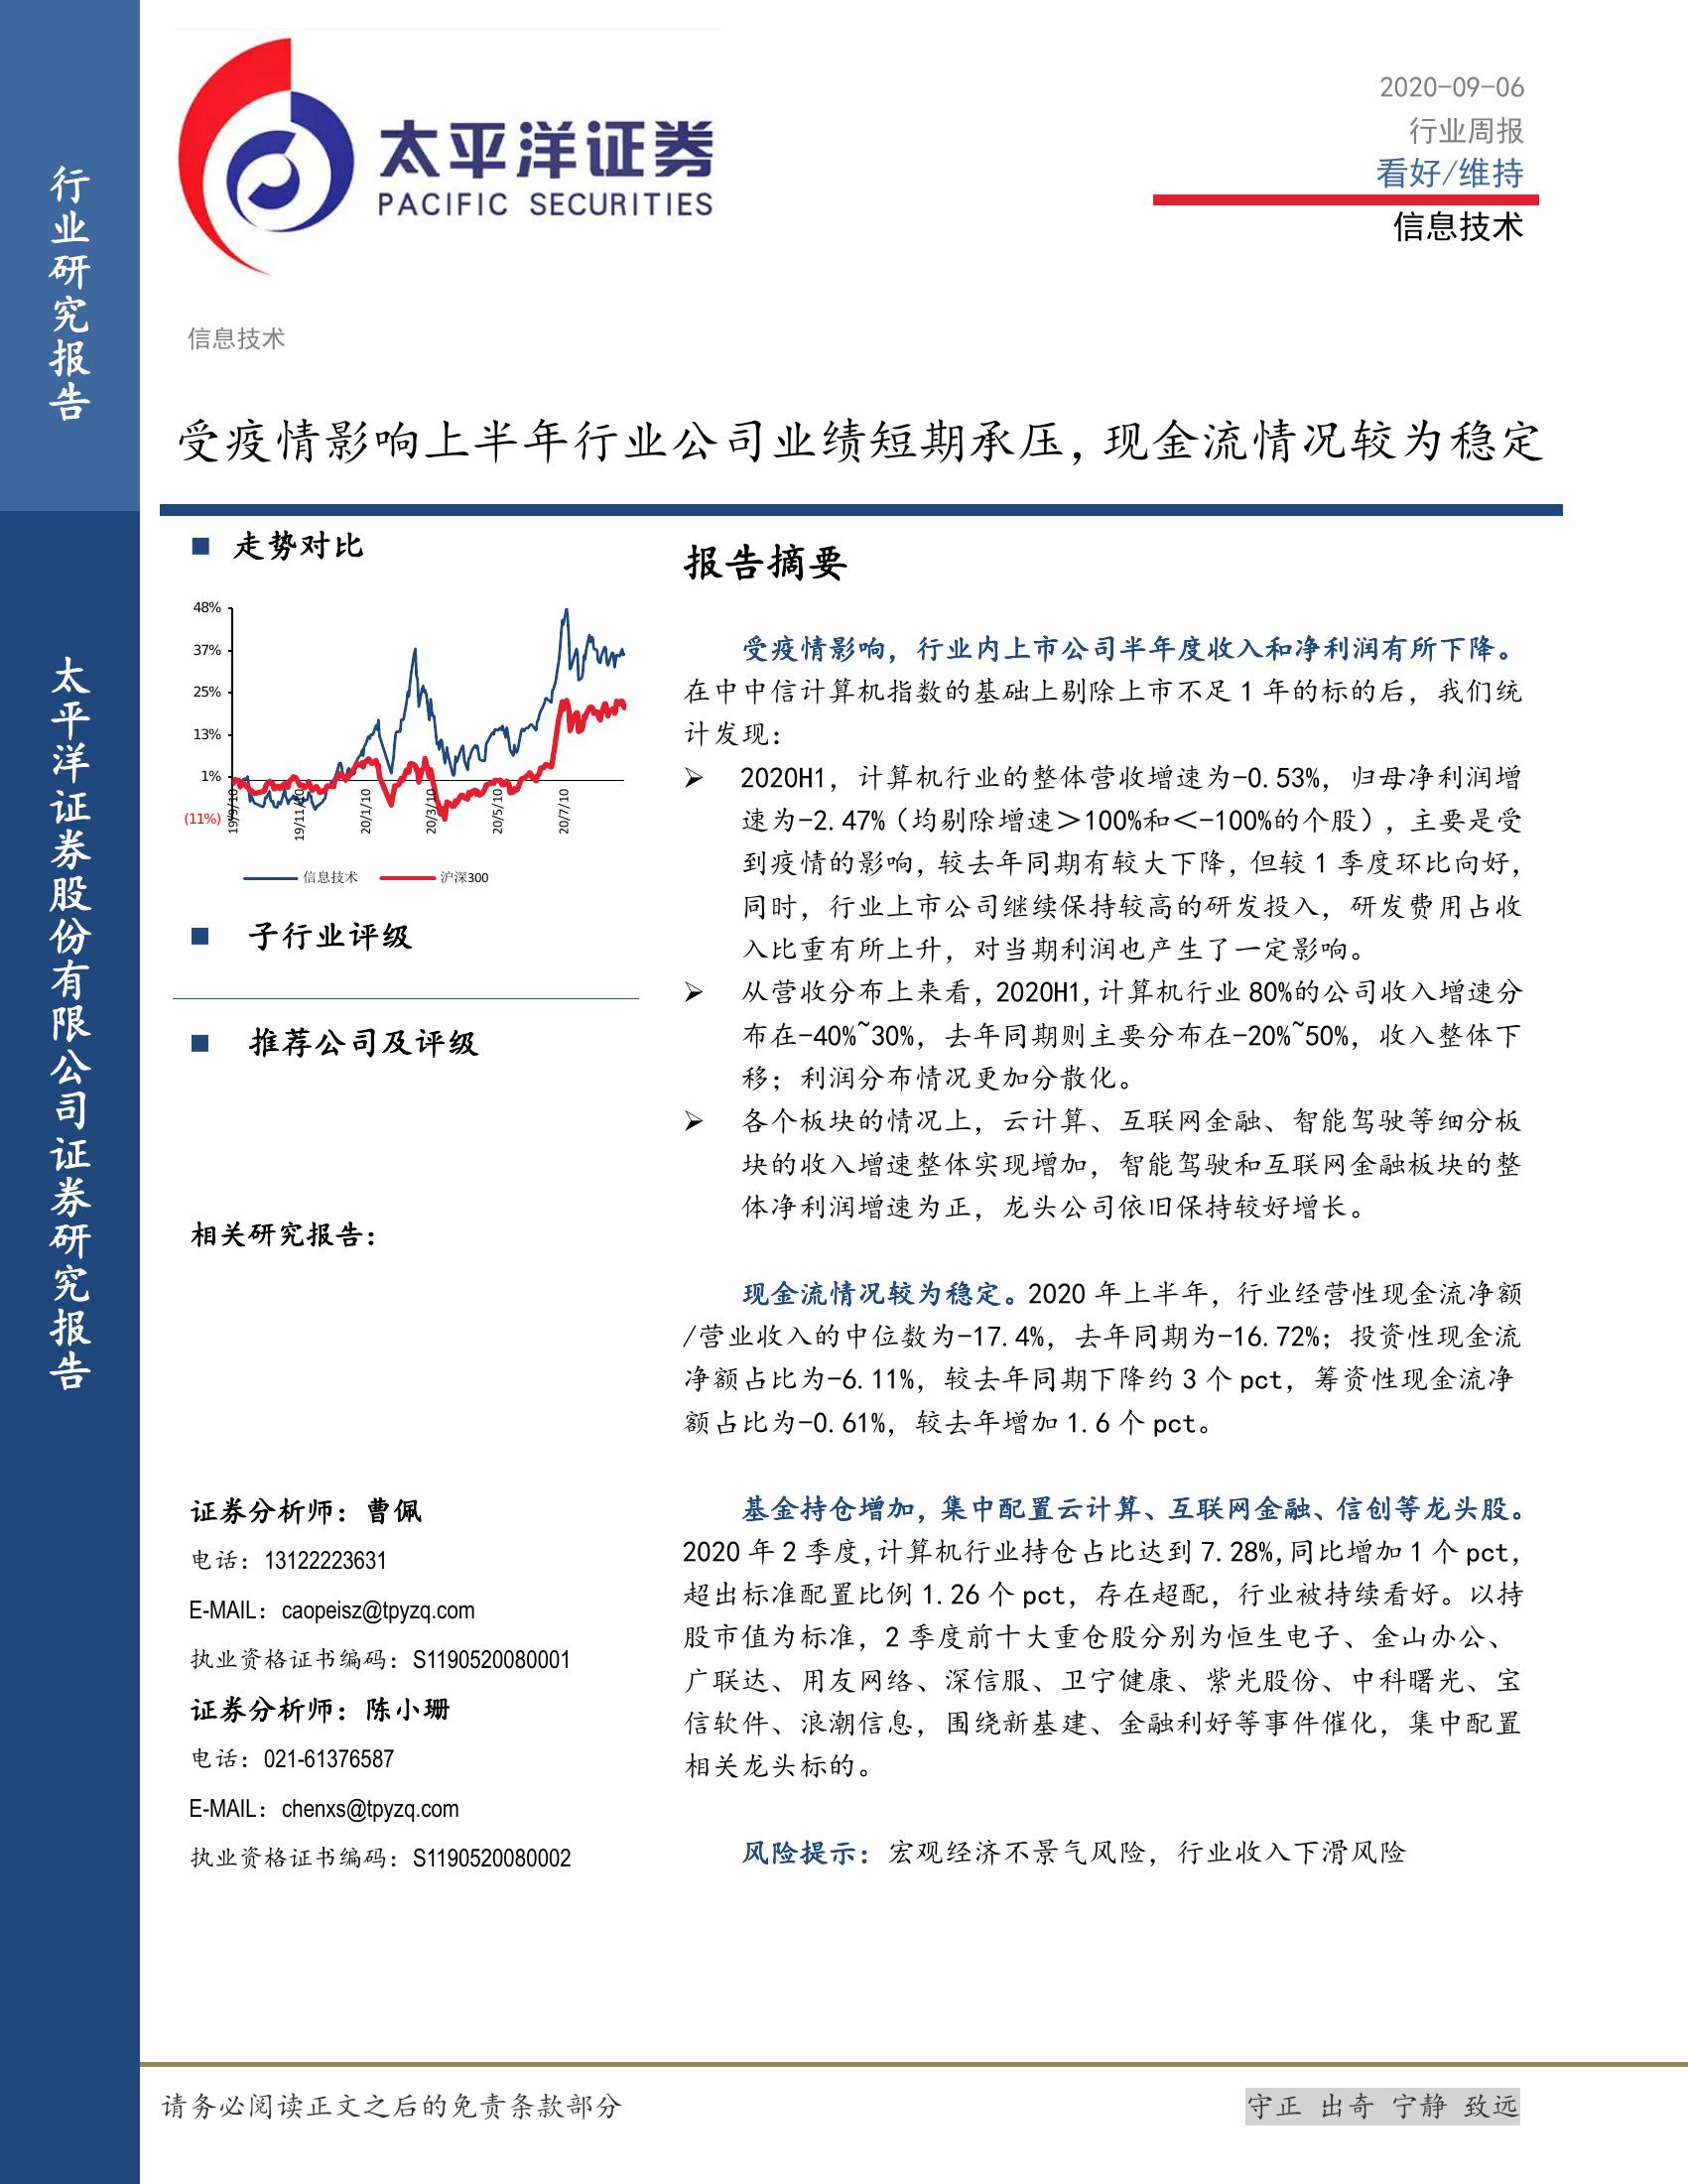 行业研究报告
太平洋证券股份有限公司证券研究报告
太平洋证券
PACIFIC SECURITIES
2020-09-06
行业周报
看好/维持
信息技术
信息技术
受疫情影响上半年行业公司业绩短期承压，现金流情况较为稳定
■ 走势对比
48%
37%
25%
13%
1%
(11%)
19/9/10
19/11/10
20/1/10
20/3/10
20/5/10
20/7/10
信息技术 沪深300
■ 子行业评级
■ 推荐公司及评级
相关研究报告：
证券分析师：曹佩
电话：13122223631
E-MAIL：caopeisz@tpyzq.com
执业资格证书编码：S1190520080001
证券分析师：陈小珊
电话：021-61376587
E-MAIL：chenxs@tpyzq.com
执业资格证书编码：S1190520080002
报告摘要
受疫情影响，行业内上市公司半年度收入和净利润有所下降。
在中中信计算机指数的基础上剔除上市不足 1 年的标的后，我们统
计发现：
➢ 2020H1，计算机行业的整体营收增速为-0.53%，归母净利润增
速为-2.47%（均剔除增速＞100%和＜-100%的个股），主要是受
到疫情的影响，较去年同期有较大下降，但较 1 季度环比向好，
同时，行业上市公司继续保持较高的研发投入，研发费用占收
入比重有所上升，对当期利润也产生了一定影响。
➢ 从营收分布上来看，2020H1，计算机行业 80%的公司收入增速分
布在-40%~30%，去年同期则主要分布在-20%~50%，收入整体下
移；利润分布情况更加分散化。
➢ 各个板块的情况上，云计算、互联网金融、智能驾驶等细分板
块的收入增速整体实现增加，智能驾驶和互联网金融板块的整
体净利润增速为正，龙头公司依旧保持较好增长。
现金流情况较为稳定。2020 年上半年，行业经营性现金流净额
/营业收入的中位数为-17.4%，去年同期为-16.72%；投资性现金流
净额占比为-6.11%，较去年同期下降约 3 个 pct，筹资性现金流净
额占比为-0.61%，较去年增加 1.6 个 pct。
基金持仓增加，集中配置云计算、互联网金融、信创等龙头股。
2020 年 2 季度，计算机行业持仓占比达到 7.28%，同比增加 1 个 pct，
超出标准配置比例 1.26 个 pct，存在超配，行业被持续看好。以持
股市值为标准，2 季度前十大重仓股分别为恒生电子、金山办公、
广联达、用友网络、深信服、卫宁健康、紫光股份、中科曙光、宝
信软件、浪潮信息，围绕新基建、金融利好等事件催化，集中配置
相关龙头标的。
风险提示：宏观经济不景气风险，行业收入下滑风险
请务必阅读正文之后的免责条款部分
守正 出奇 宁静 致远